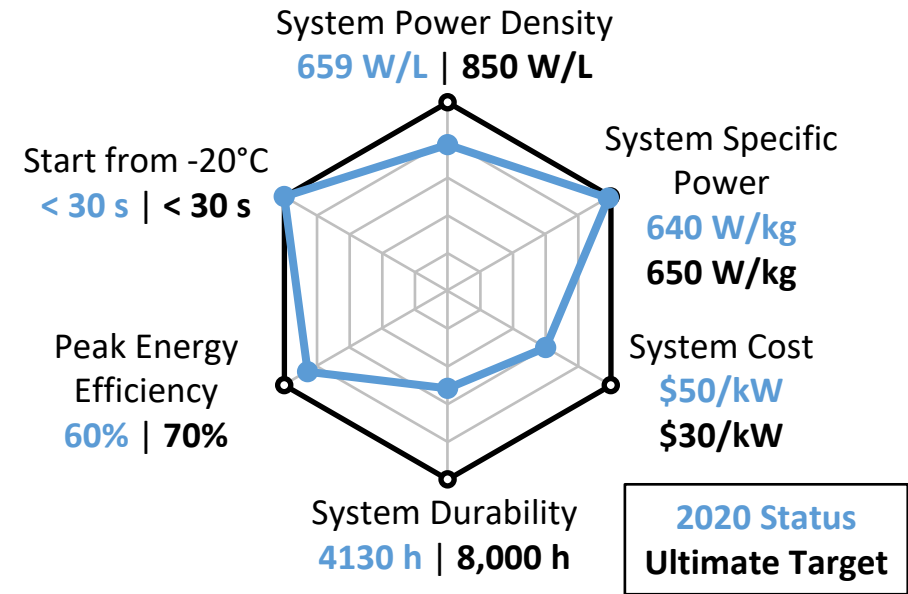 System Power Density
659 W/L | 850 W/L
System Specific
Power
640 W/kg
650 W/kg
Start from -20°C
< 30 s | < 30 s
Peak Energy
Efficiency
60% | 70%
System Cost
$50/kW
$30/kW
System Durability
4130 h | 8,000 h
2020 Status
Ultimate Target